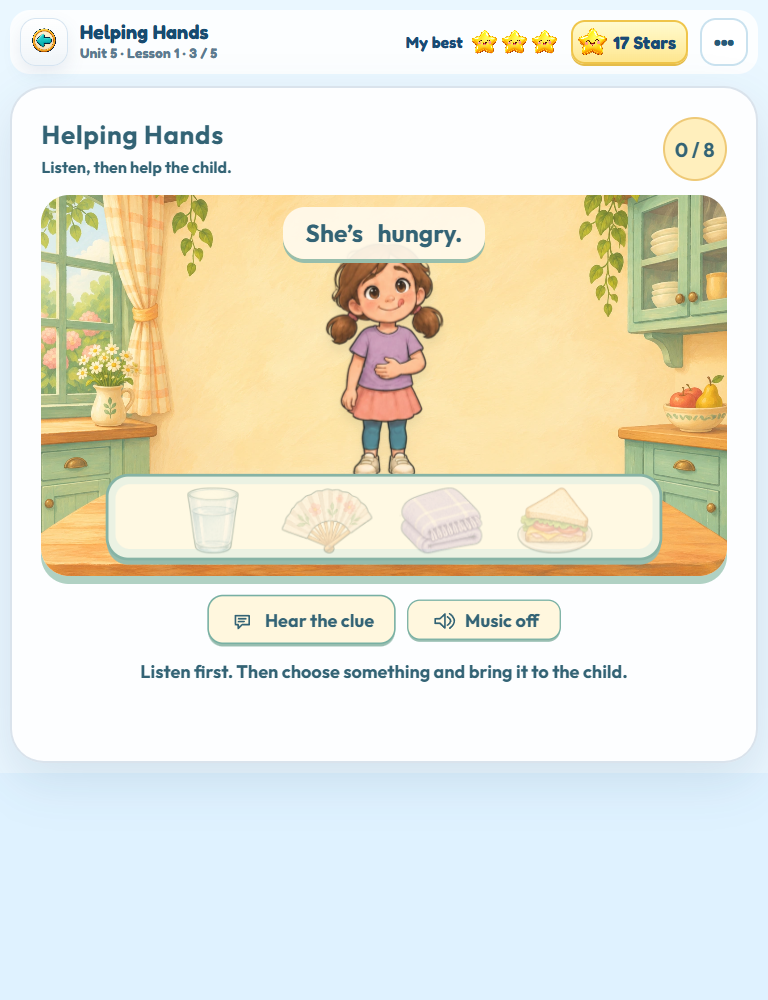 Helping Hands
Unit 5 · Lesson 1 · 3 / 5
My best
17 Stars
Helping Hands
Listen, then help the child.
0 / 8
She’s hungry.
Hear the clue
Music off
Listen first. Then choose something and bring it to the child.